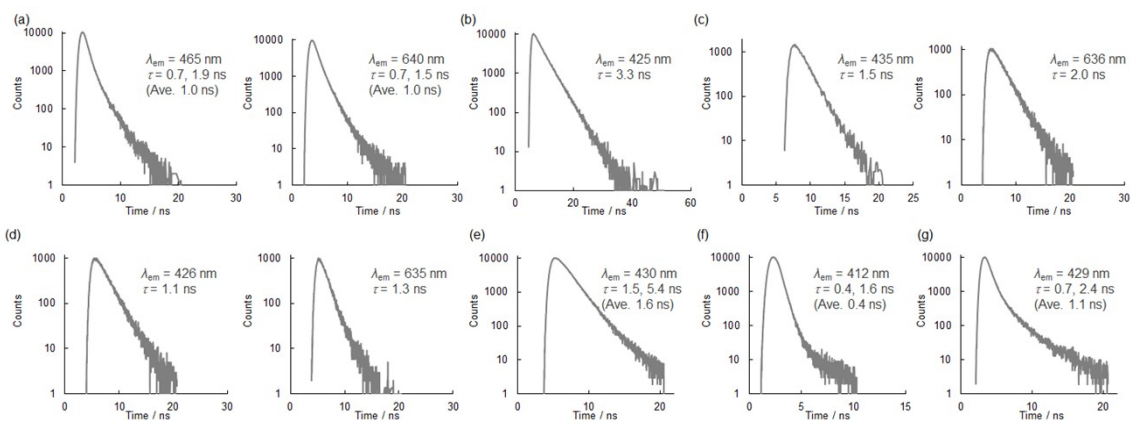 (a)
10000
1000
100
10
1
Counts
0 10 20 30
Time / ns
λem = 465 nm
τ = 0.7, 1.9 ns
(Ave. 1.0 ns)
10000
1000
100
10
1
Counts
0 10 20 30
Time / ns
λem = 640 nm
τ = 0.7, 1.5 ns
(Ave. 1.0 ns)
(b)
10000
1000
100
10
1
Counts
0 20 40 60
Time / ns
λem = 425 nm
τ = 3.3 ns
(c)
1000
100
10
1
Counts
0 5 10 15 20 25
Time / ns
λem = 435 nm
τ = 1.5 ns
1000
100
10
1
Counts
0 10 20 30
Time / ns
λem = 636 nm
τ = 2.0 ns
(d)
1000
100
10
1
Counts
0 10 20 30
Time / ns
λem = 426 nm
τ = 1.1 ns
1000
100
10
1
Counts
0 10 20 30
Time / ns
λem = 635 nm
τ = 1.3 ns
(e)
10000
1000
100
10
1
Counts
0 10 20
Time / ns
λem = 430 nm
τ = 1.5, 5.4 ns
(Ave. 1.6 ns)
(f)
10000
1000
100
10
1
Counts
0 5 10 15
Time / ns
λem = 412 nm
τ = 0.4, 1.6 ns
(Ave. 0.4 ns)
(g)
10000
1000
100
10
1
Counts
0 10 20
Time / ns
λem = 429 nm
τ = 0.7, 2.4 ns
(Ave. 1.1 ns)